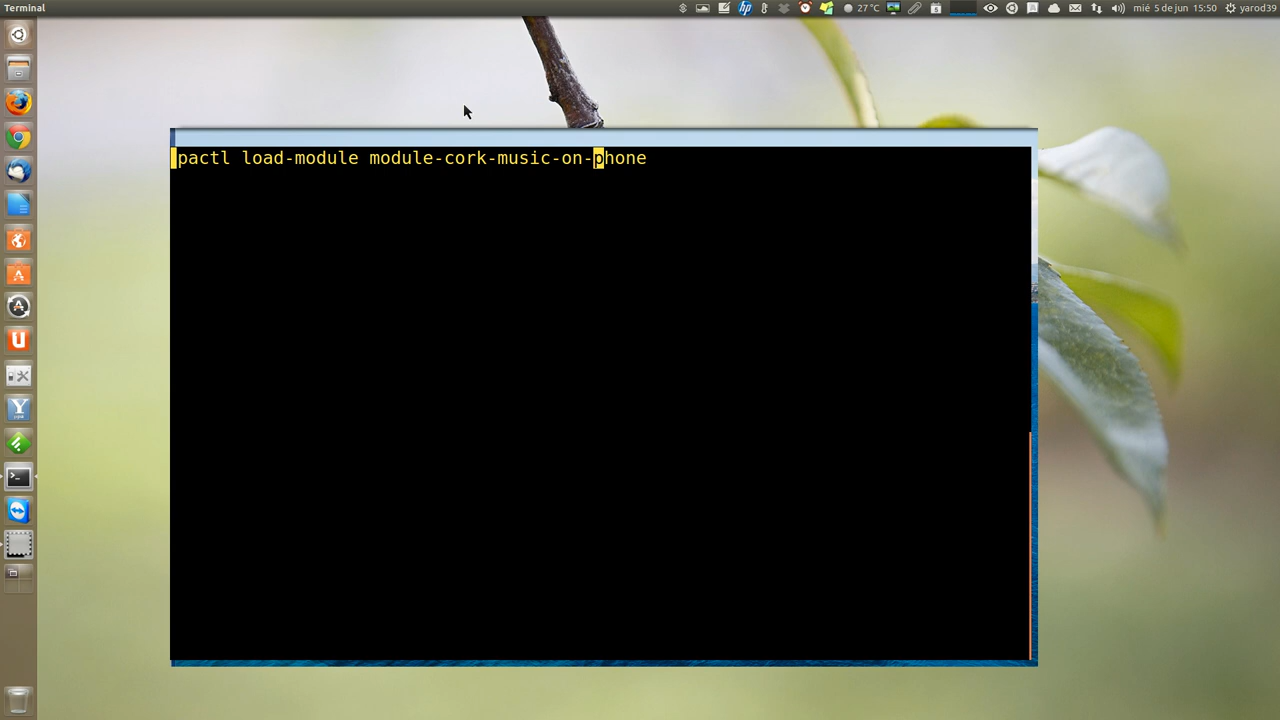 Terminal
27°C
mié 5 de jun 15:50
yarod39
pactl load-module module-cork-music-on-phone